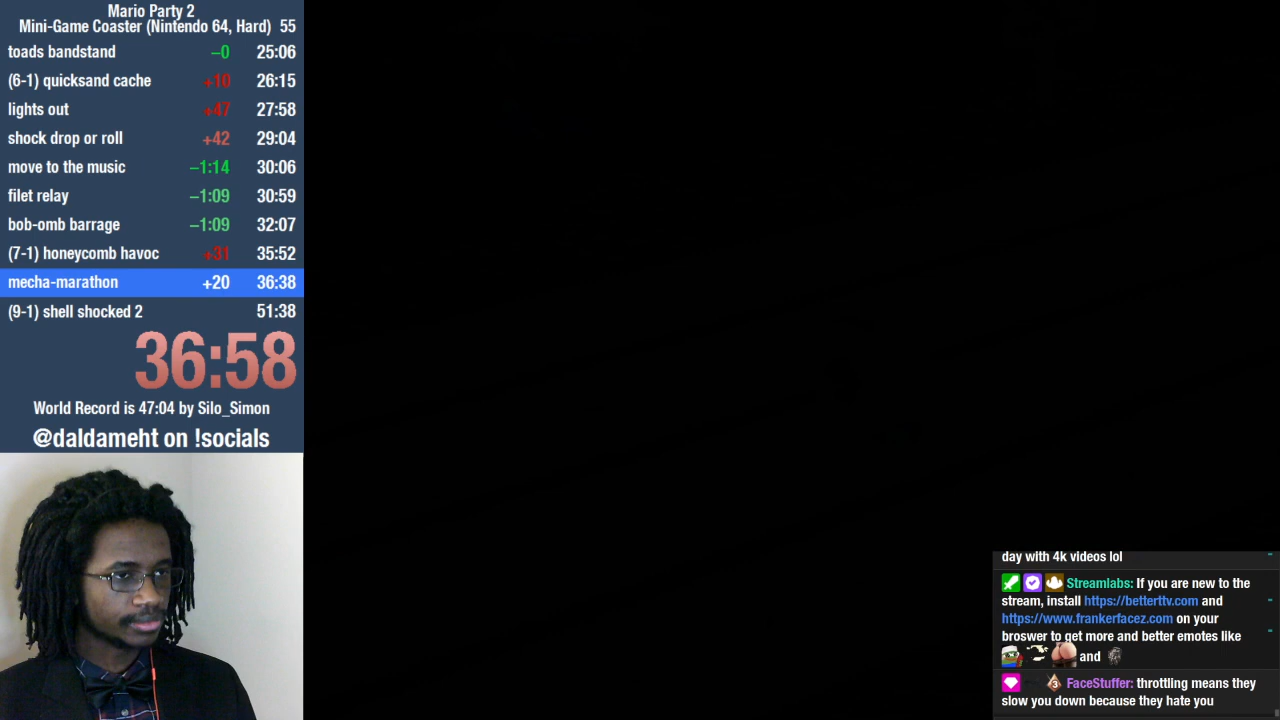 Mario Party 2
Mini-Game Coaster (Nintendo 64, Hard) 55
toads bandstand −0 25:06
(6-1) quicksand cache +10 26:15
lights out +47 27:58
shock drop or roll +42 29:04
move to the music −1:14 30:06
filet relay −1:09 30:59
bob-omb barrage −1:09 32:07
(7-1) honeycomb havoc +31 35:52
mecha-marathon +20 36:38
(9-1) shell shocked 2 51:38
36:58
World Record is 47:04 by Silo_Simon
@daldameht on !socials
day with 4k videos lol
Streamlabs: If you are new to the
stream, install https://betterttv.com and
https://www.frankerfacez.com on your
broswer to get more and better emotes like
and
3 FaceStuffer: throttling means they
slow you down because they hate you